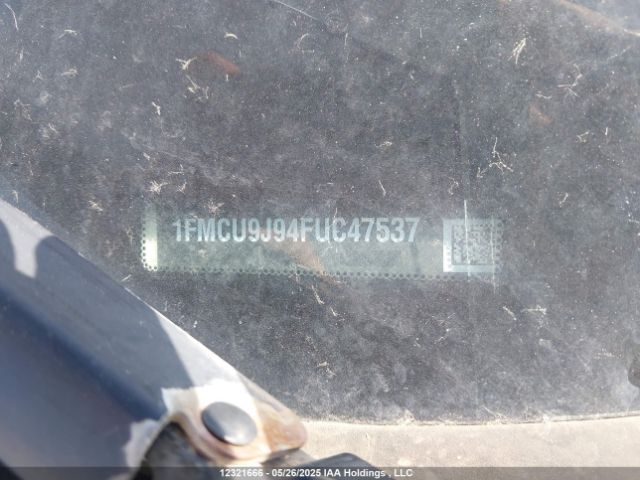 1FMCU9J94FUC47537
12321666 - 05/26/2025 IAA Holdings , LLC